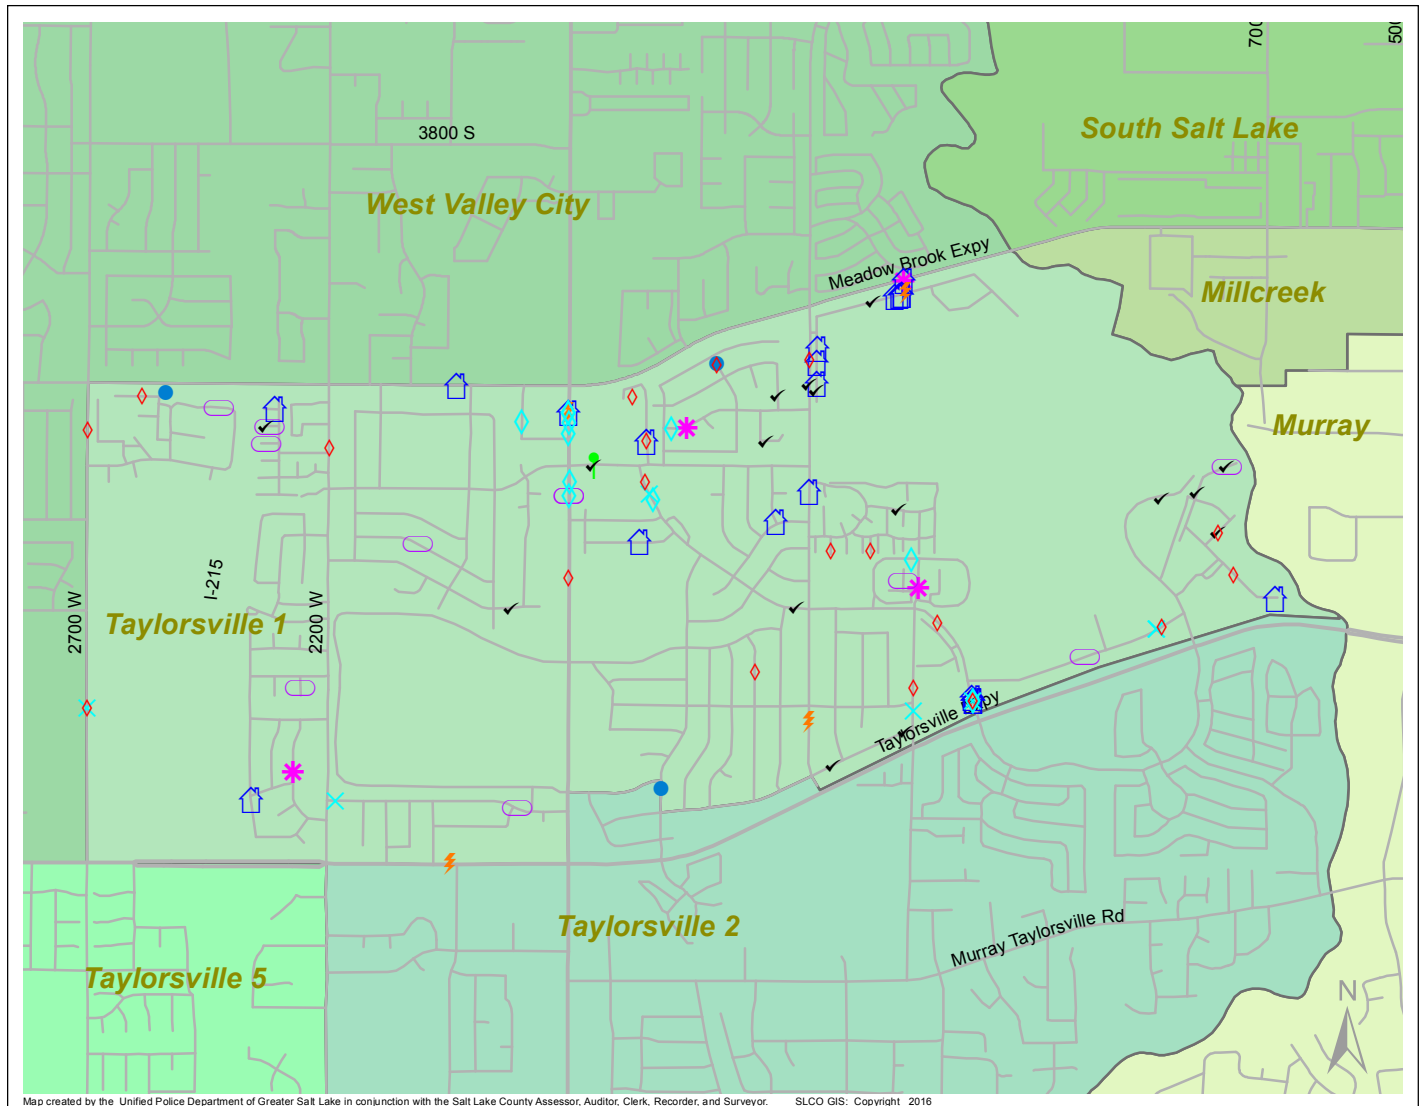 700
500
South Salt Lake
3800 S
West Valley City
Meadow Brook Expy
Millcreek
Murray
I-215
2700 W
2200 W
Taylorsville 1
Taylorsville
Taylorsville 2
Murray Taylorsville Rd
Taylorsville 5
N
Map created by the Unified Police Department of Greater Salt Lake in conjunction with the Salt Lake County Assessor, Auditor, Clerk, Recorder, and Surveyor. SLCO GIS: Copyright 2016